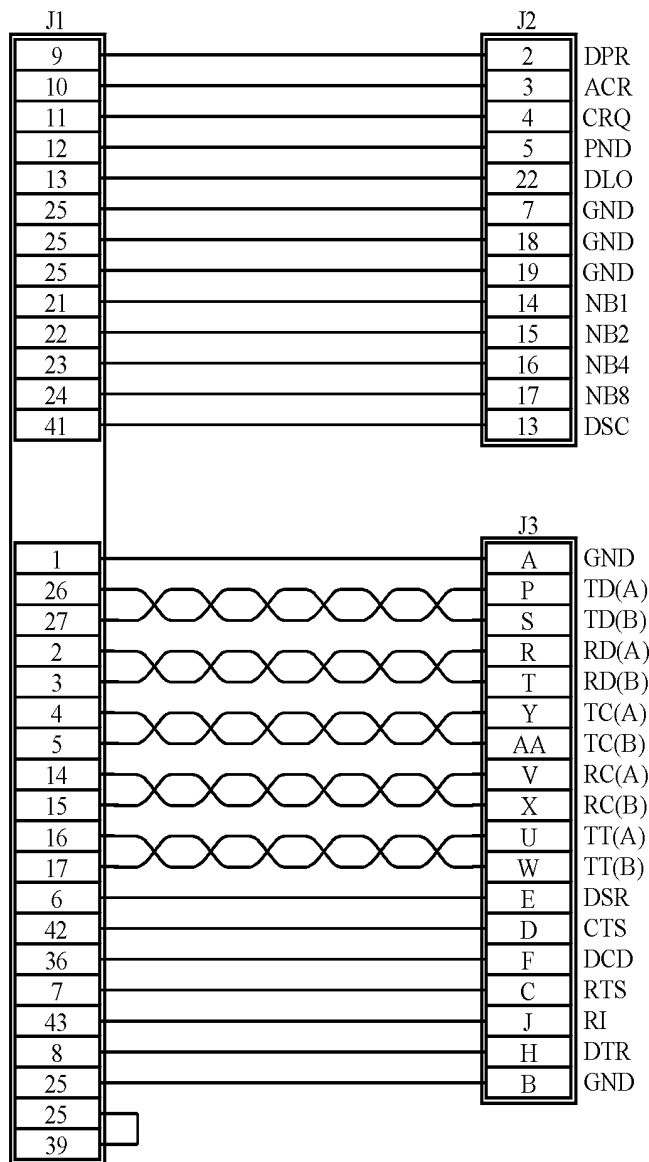 J1 J2
9 2 DPR
10 3 ACR
11 4 CRQ
12 5 PND
13 22 DLO
25 7 GND
25 18 GND
25 19 GND
21 14 NB1
22 15 NB2
23 16 NB4
24 17 NB8
41 13 DSC
J3
1 A GND
26 P TD(A)
27 S TD(B)
2 R RD(A)
3 T RD(B)
4 Y TC(A)
5 AA TC(B)
14 V RC(A)
15 X RC(B)
16 U TT(A)
17 W TT(B)
6 E DSR
42 D CTS
36 F DCD
7 C RTS
43 J RI
8 H DTR
25 B GND
25
39